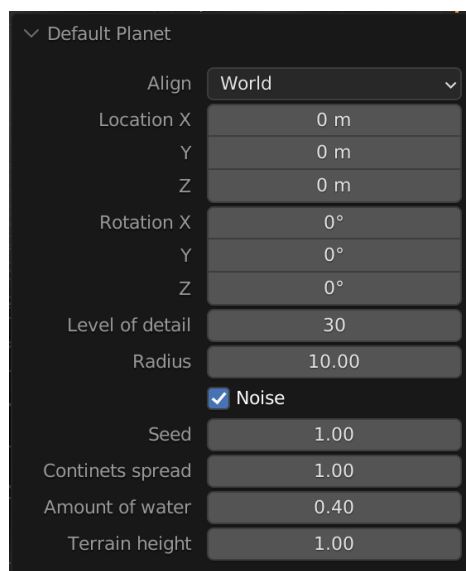 Default Planet
Align World
Location X 0 m
Y 0 m
Z 0 m
Rotation X 0°
Y 0°
Z 0°
Level of detail 30
Radius 10.00
Noise
Seed 1.00
Continets spread 1.00
Amount of water 0.40
Terrain height 1.00